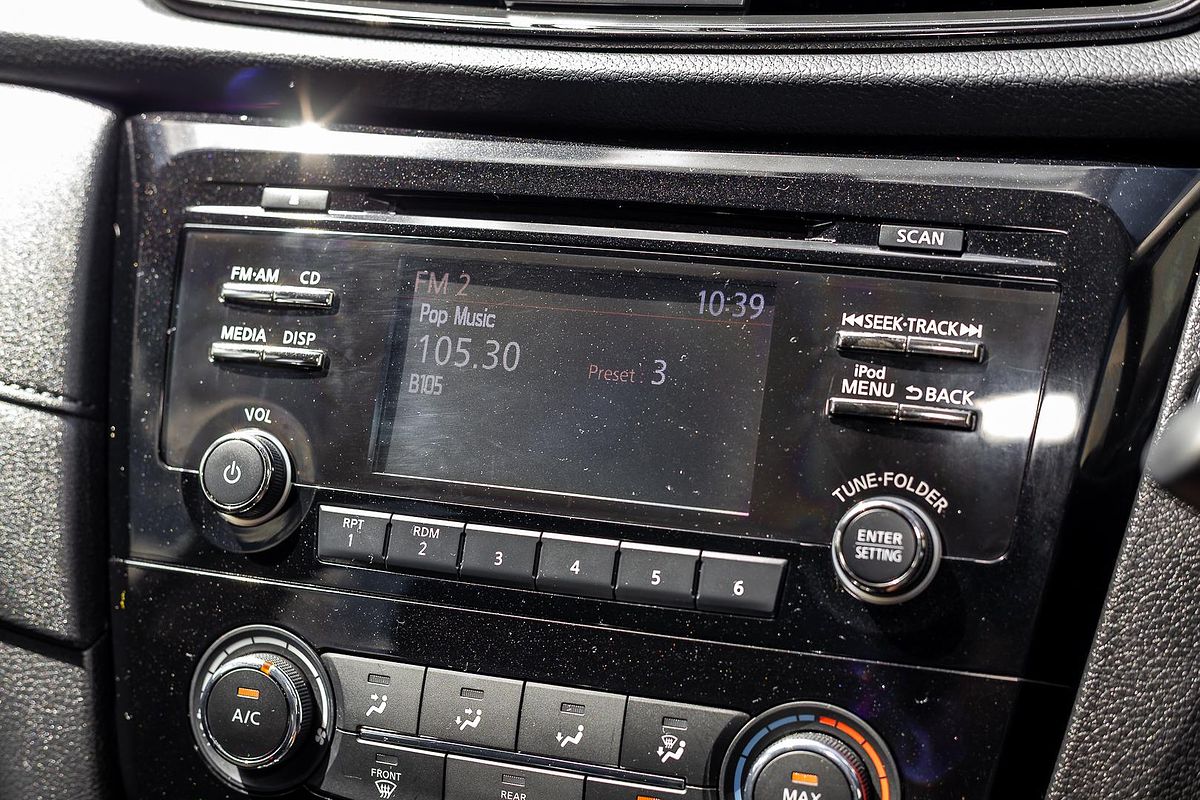 SCAN
FM·AM CD
FM 2
10:39
Pop Music
SEEK·TRACK
MEDIA DISP
105.30
Preset : 3
iPod
MENU BACK
B105
VOL
TUNE·FOLDER
RPT
1
RDM
2
3
4
5
6
ENTER
SETTING
A/C
FRONT
REAR
MAX